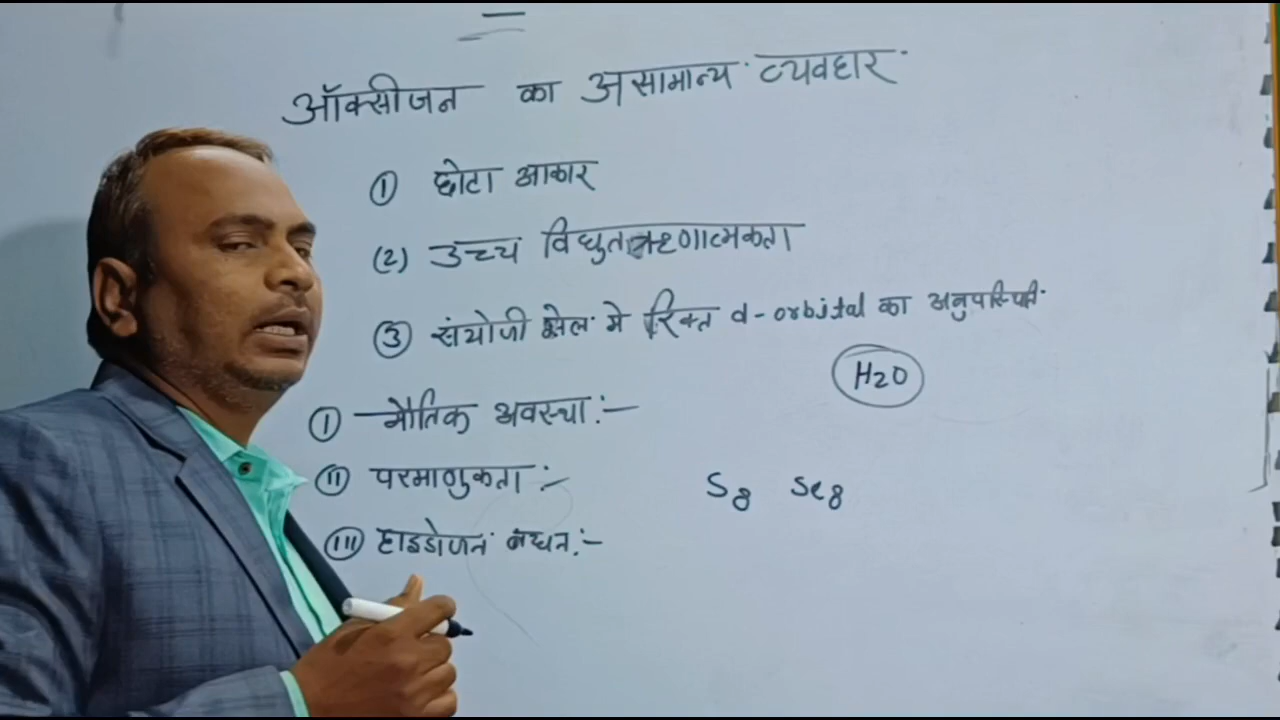 ऑक्सीजन का असामान्य व्यवहार
① छोटा आकार
(2) उच्च विधुतऋणात्मकता
③ संयोजी सेल मे रिक्त d-orbital का अनुपस्थिती
H2O
① भौतिक अवस्था:-
(ii) परमाणुकता:-
S8 Se8
(iii) हाइड्रोजन बंधन:-